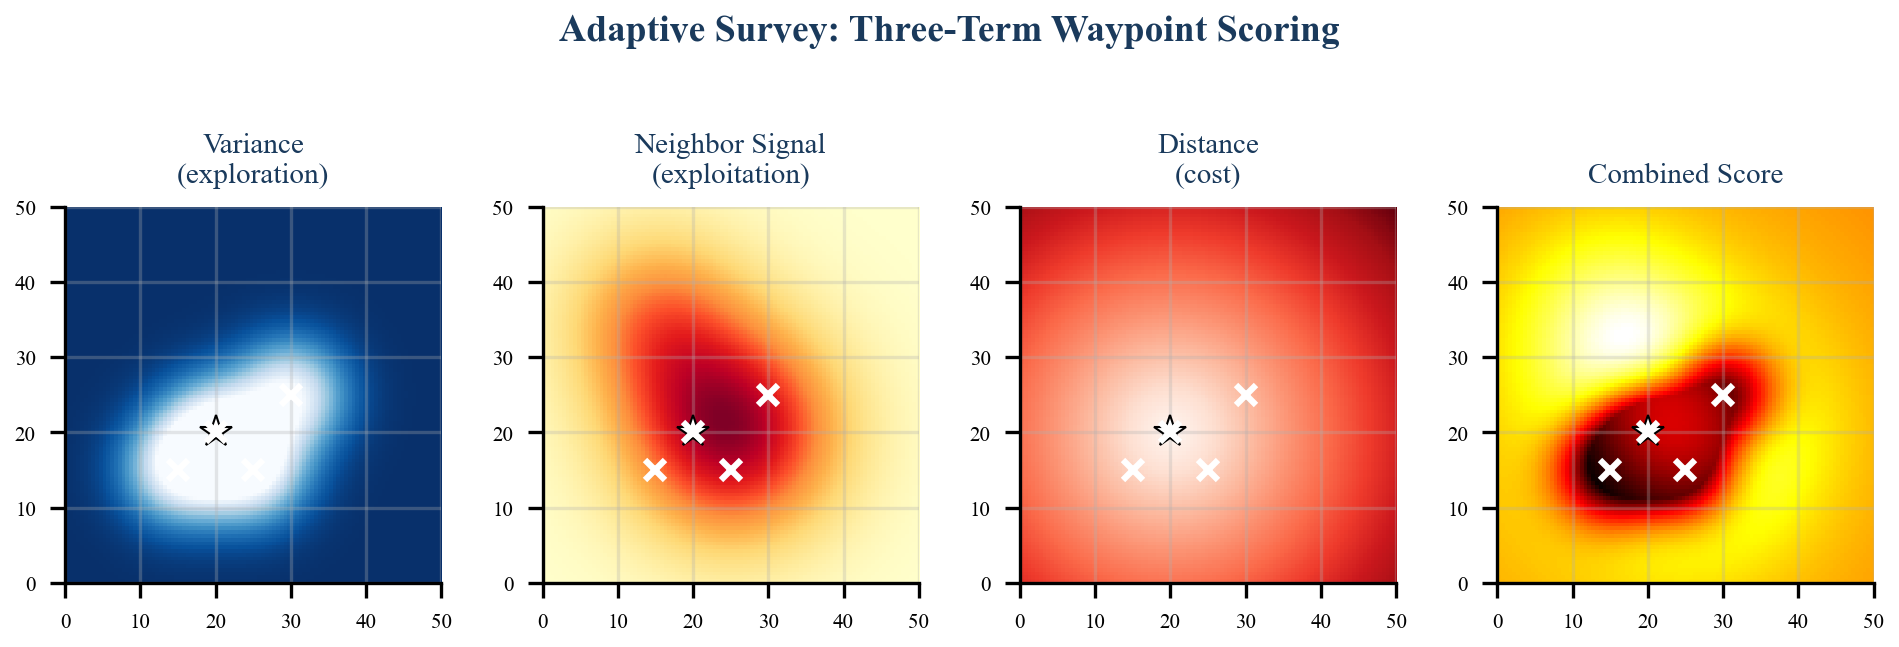 Adaptive Survey: Three-Term Waypoint Scoring
Variance
(exploration)
50
40
30
20
10
0
0 10 20 30 40 50
Neighbor Signal
(exploitation)
50
40
30
20
10
0
0 10 20 30 40 50
Distance
(cost)
50
40
30
20
10
0
0 10 20 30 40 50
Combined Score
50
40
30
20
10
0
0 10 20 30 40 50